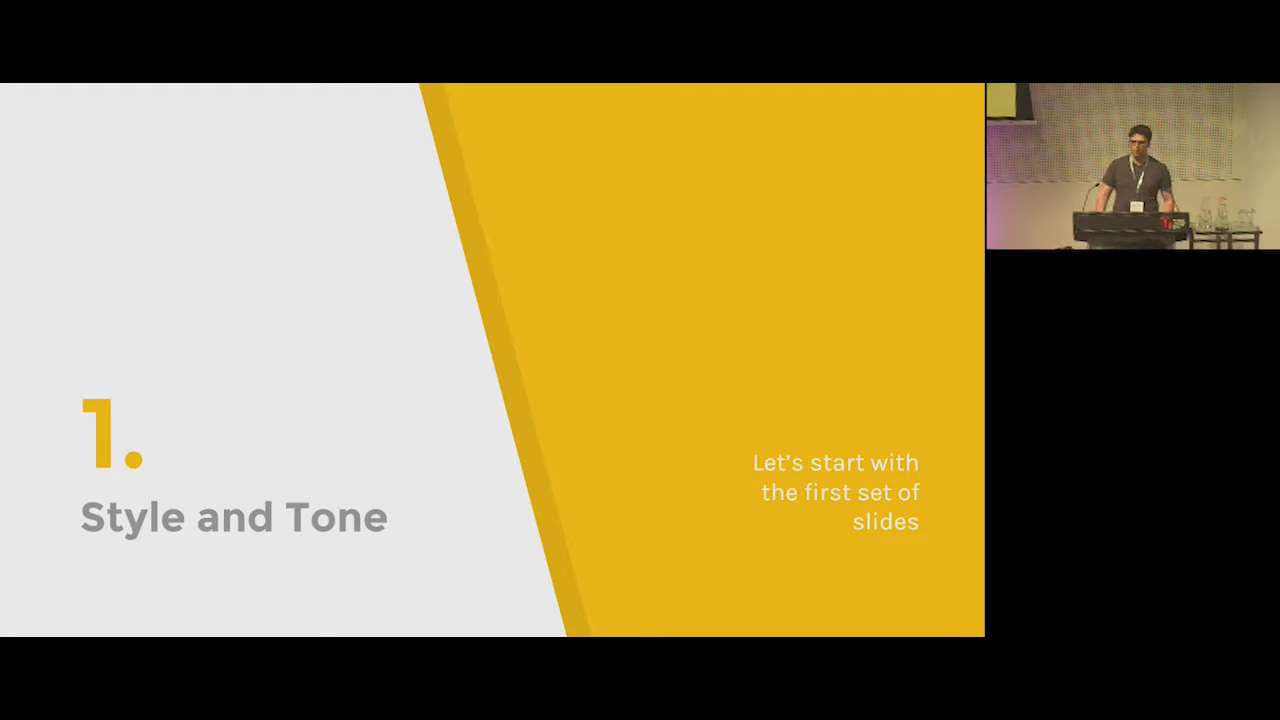 1.
Style and Tone
Let's start with
the first set of
slides